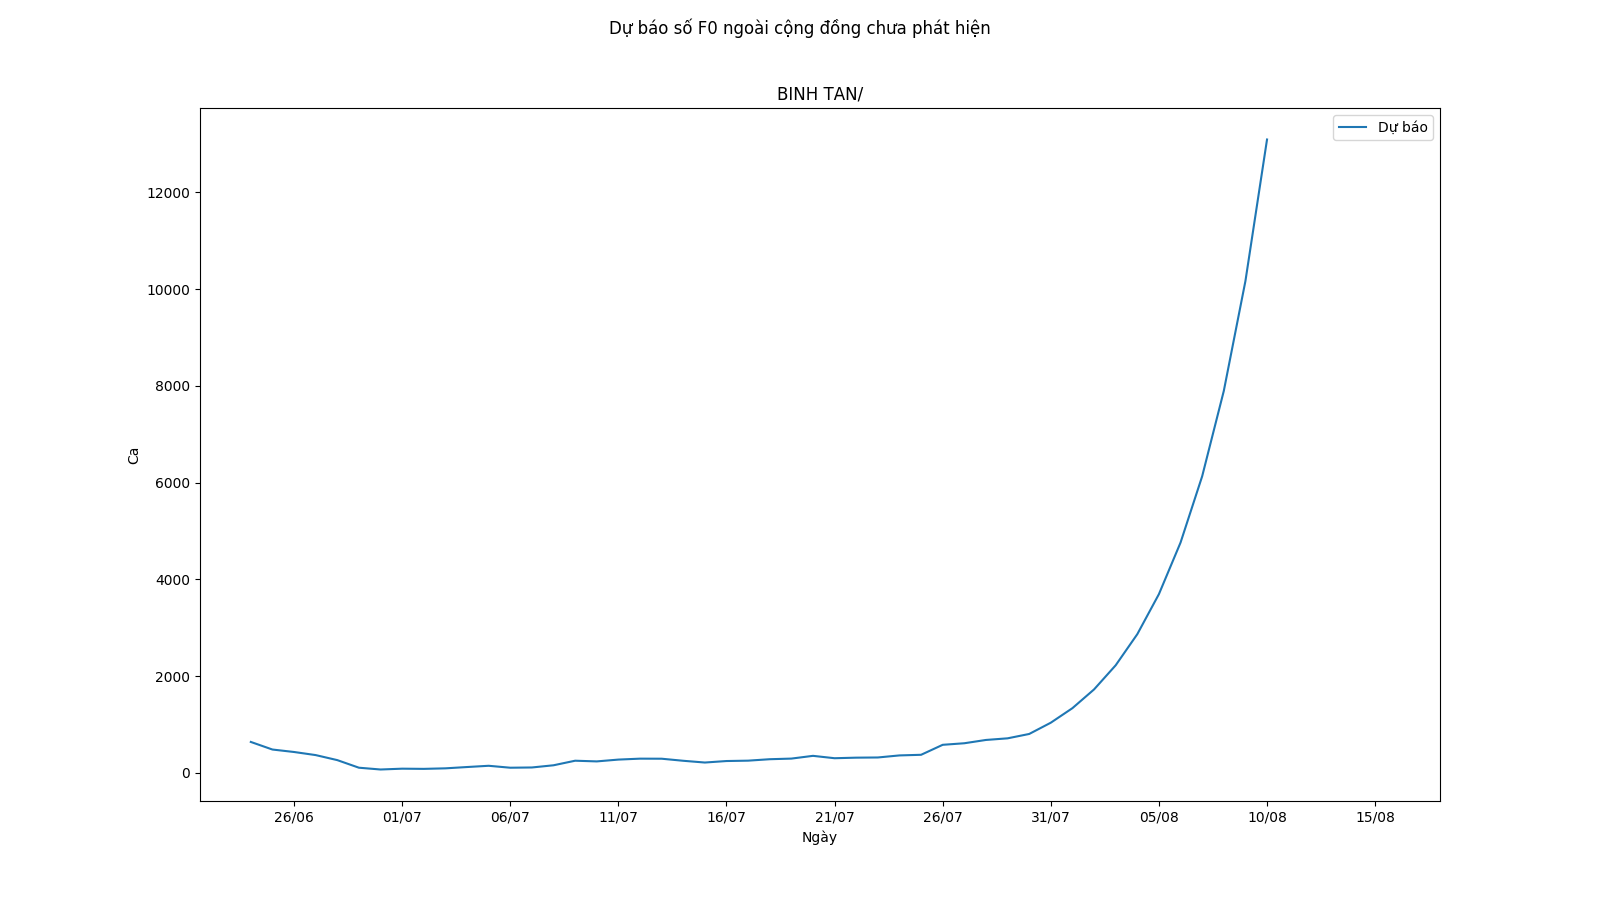 Dự báo số F0 ngoài cộng đồng chưa phát hiện
BINH TAN/
Dự báo
12000
10000
8000
6000
4000
2000
0
Ca
26/06 01/07 06/07 11/07 16/07 21/07 26/07 31/07 05/08 10/08 15/08
Ngày